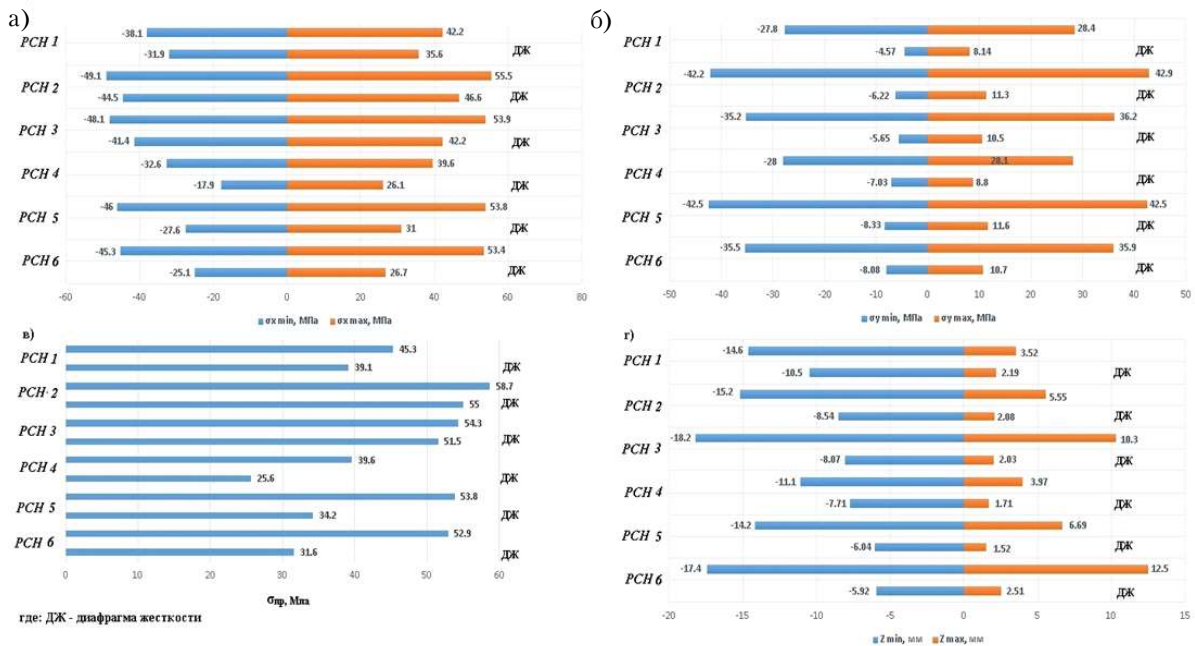 а)
РСН 1
-38.1 42.2
-31.9 35.6 ДЖ
РСН 2
-49.1 55.5
-44.5 46.6 ДЖ
РСН 3
-48.1 53.9
-41.4 42.2 ДЖ
РСН 4
-32.6 39.6
-17.9 26.1 ДЖ
РСН 5
-46 53.8
-27.6 31 ДЖ
РСН 6
-45.3 53.4
-25.1 26.7 ДЖ
-60 -40 -20 0 20 40 60 80
σx min, МПа σx max, МПа
б)
РСН 1
-27.8 28.4
-4.57 8.14 ДЖ
РСН 2
-42.2 42.9
-6.22 11.3 ДЖ
РСН 3
-35.2 36.2
-5.65 10.5 ДЖ
РСН 4
-28 28.1
-7.03 8.8 ДЖ
РСН 5
-42.5 42.5
-8.33 11.6 ДЖ
РСН 6
-35.5 35.9
-8.08 10.7 ДЖ
-50 -40 -30 -20 -10 0 10 20 30 40 50
σy min, МПа σy max, МПа
в)
РСН 1
45.3
39.1 ДЖ
РСН 2
58.7
55 ДЖ
РСН 3
54.3
51.5 ДЖ
РСН 4
39.6
25.6 ДЖ
РСН 5
53.8
34.2 ДЖ
РСН 6
52.9
31.6 ДЖ
0 10 20 30 40 50 60
σпр, Мпа
где: ДЖ - диафрагма жесткости
г)
РСН 1
-14.6 3.52
-10.5 2.19 ДЖ
РСН 2
-15.2 5.55
-8.54 2.08 ДЖ
РСН 3
-18.2 10.3
-8.07 2.03 ДЖ
РСН 4
-11.1 3.97
-7.71 1.71 ДЖ
РСН 5
-14.2 6.69
-6.04 1.52 ДЖ
РСН 6
-17.4 12.5
-5.92 2.51 ДЖ
-20 -15 -10 -5 0 5 10 15
Z min, мм Z max, мм